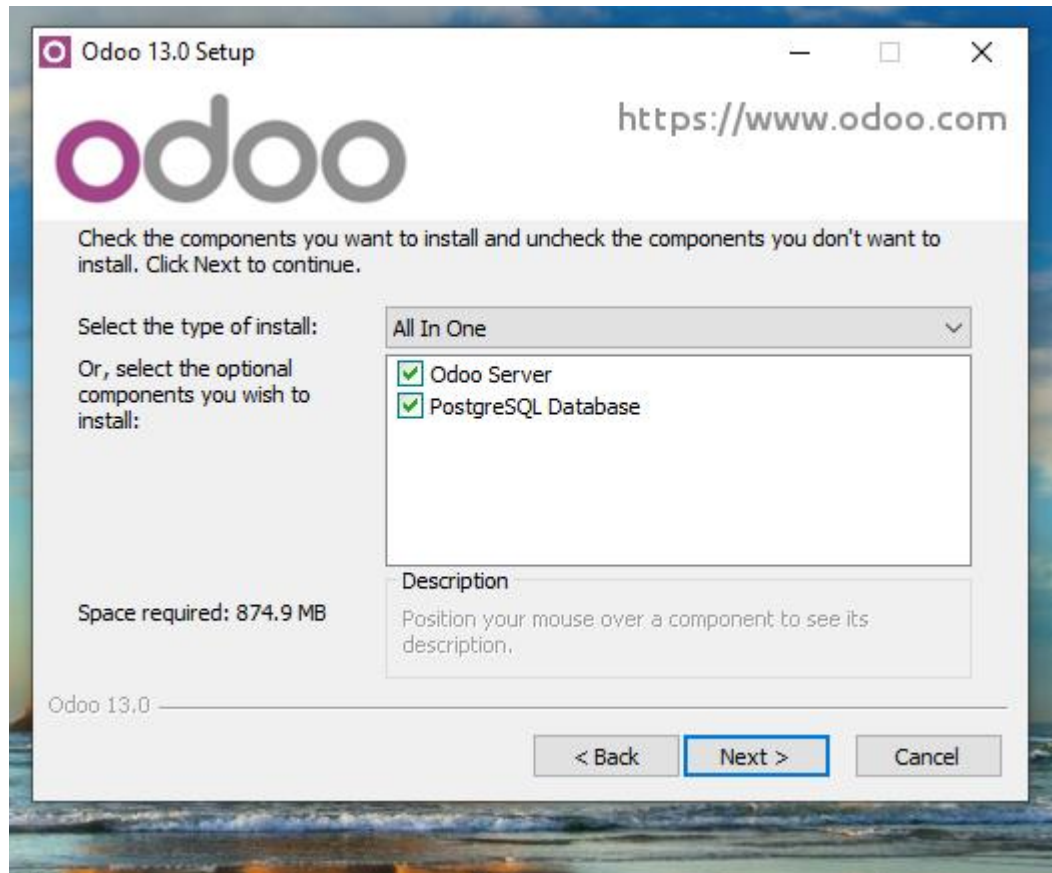 Odoo 13.0 Setup
odoo
https://www.odoo.com
Check the components you want to install and uncheck the components you don't want to
install. Click Next to continue.
Select the type of install:
All In One
Or, select the optional
components you wish to
install:
Odoo Server
PostgreSQL Database
Space required: 874.9 MB
Description
Position your mouse over a component to see its
description.
Odoo 13.0
< Back
Next >
Cancel